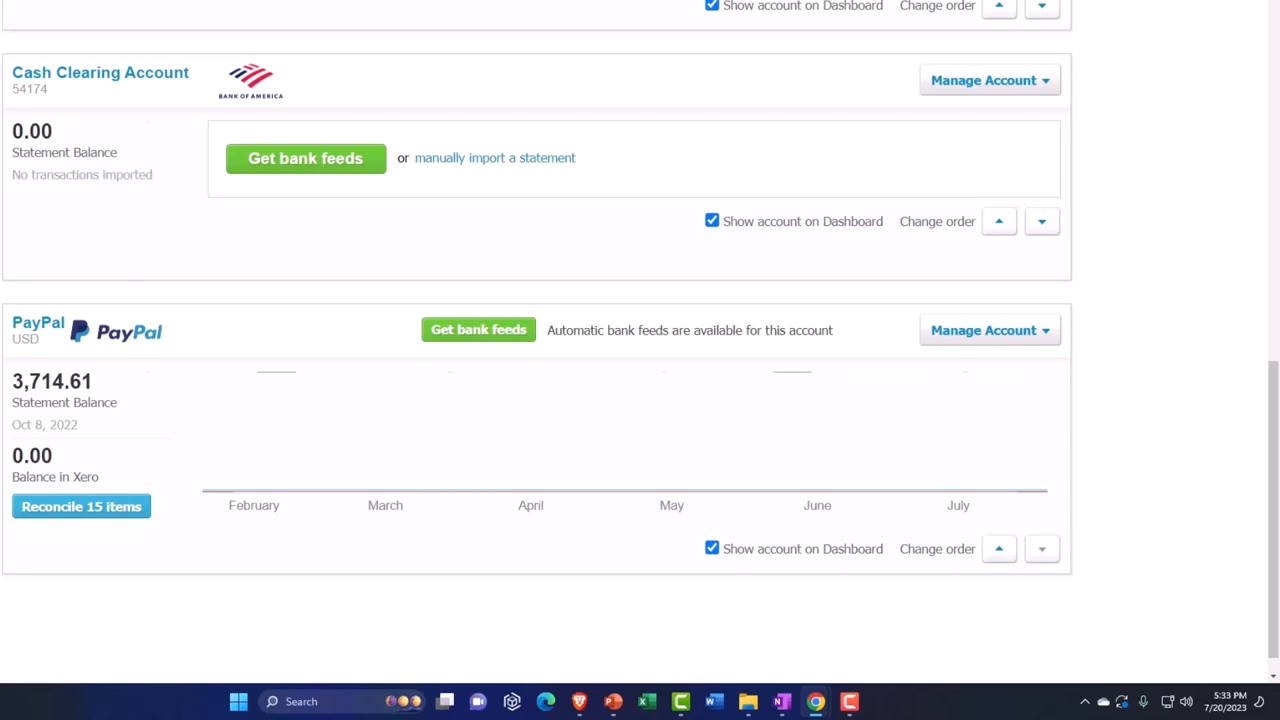 Show account on Dashboard Change order
Cash Clearing Account
54174
BANK OF AMERICA
Manage Account
0.00
Statement Balance
No transactions imported
Get bank feeds or manually import a statement
Show account on Dashboard Change order
PayPal
USD
PayPal
Get bank feeds Automatic bank feeds are available for this account
Manage Account
3,714.61
Statement Balance
Oct 8, 2022
0.00
Balance in Xero
Reconcile 15 items
February March April May June July
Show account on Dashboard Change order
Search
5:33 PM
7/20/2023